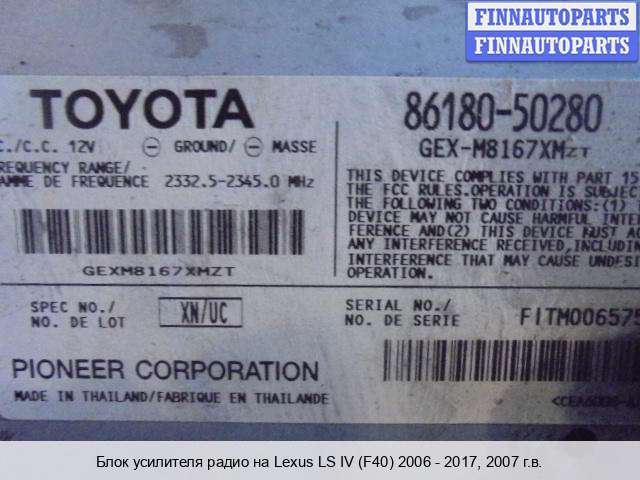 FINNAUTOPARTS
FINNAUTOPARTS
TOYOTA
86180-50280
GEX-M8167XMZT
C./C.C. 12V ⊖ GROUND/ ⊖ MASSE
FREQUENCY RANGE/
GAMME DE FREQUENCE 2332.5-2345.0 MHz
THIS DEVICE COMPLIES WITH PART 15
THE FCC RULES.OPERATION IS SUBJEC
THE FOLLOWING TWO CONDITIONS:(1)
DEVICE MAY NOT CAUSE HARMFUL INTE
FERENCE AND(2) THIS DEVICE MUST
ANY INTERFERENCE RECEIVED,INCLUDIN
INTERFERENCE THAT MAY CAUSE UNDESI
OPERATION.
GEXM8167XMZT
SPEC NO./
NO. DE LOT
XN/UC
SERIAL NO./
NO. DE SERIE
FITM006575
PIONEER CORPORATION
MADE IN THAILAND/FABRIQUE EN THAILANDE
Блок усилителя радио на Lexus LS IV (F40) 2006 - 2017, 2007 г.в.